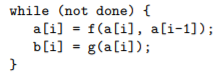 while (not done) {
    a[i] = f(a[i], a[i-1]);
    b[i] = g(a[i]);
}